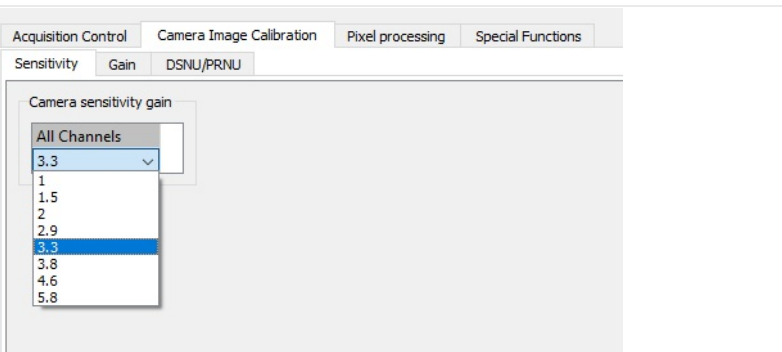 Acquisition Control Camera Image Calibration Pixel processing Special Functions
Sensitivity Gain DSNU/PRNU
Camera sensitivity gain
All Channels
3.3
1
1.5
2
2.9
3.3
3.8
4.6
5.8